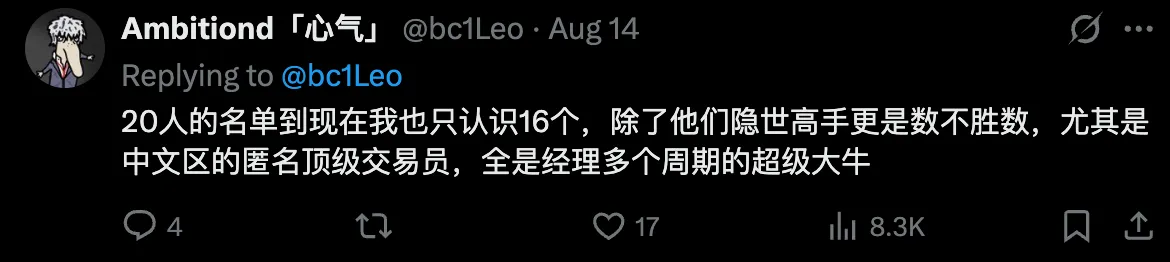 Ambitiond「心气」 @bc1Leo · Aug 14
Replying to @bc1Leo
20人的名单到现在我也只认识16个，除了他们隐世高手更是数不胜数，尤其是
中文区的匿名顶级交易员，全是经理多个周期的超级大牛
4 17 8.3K